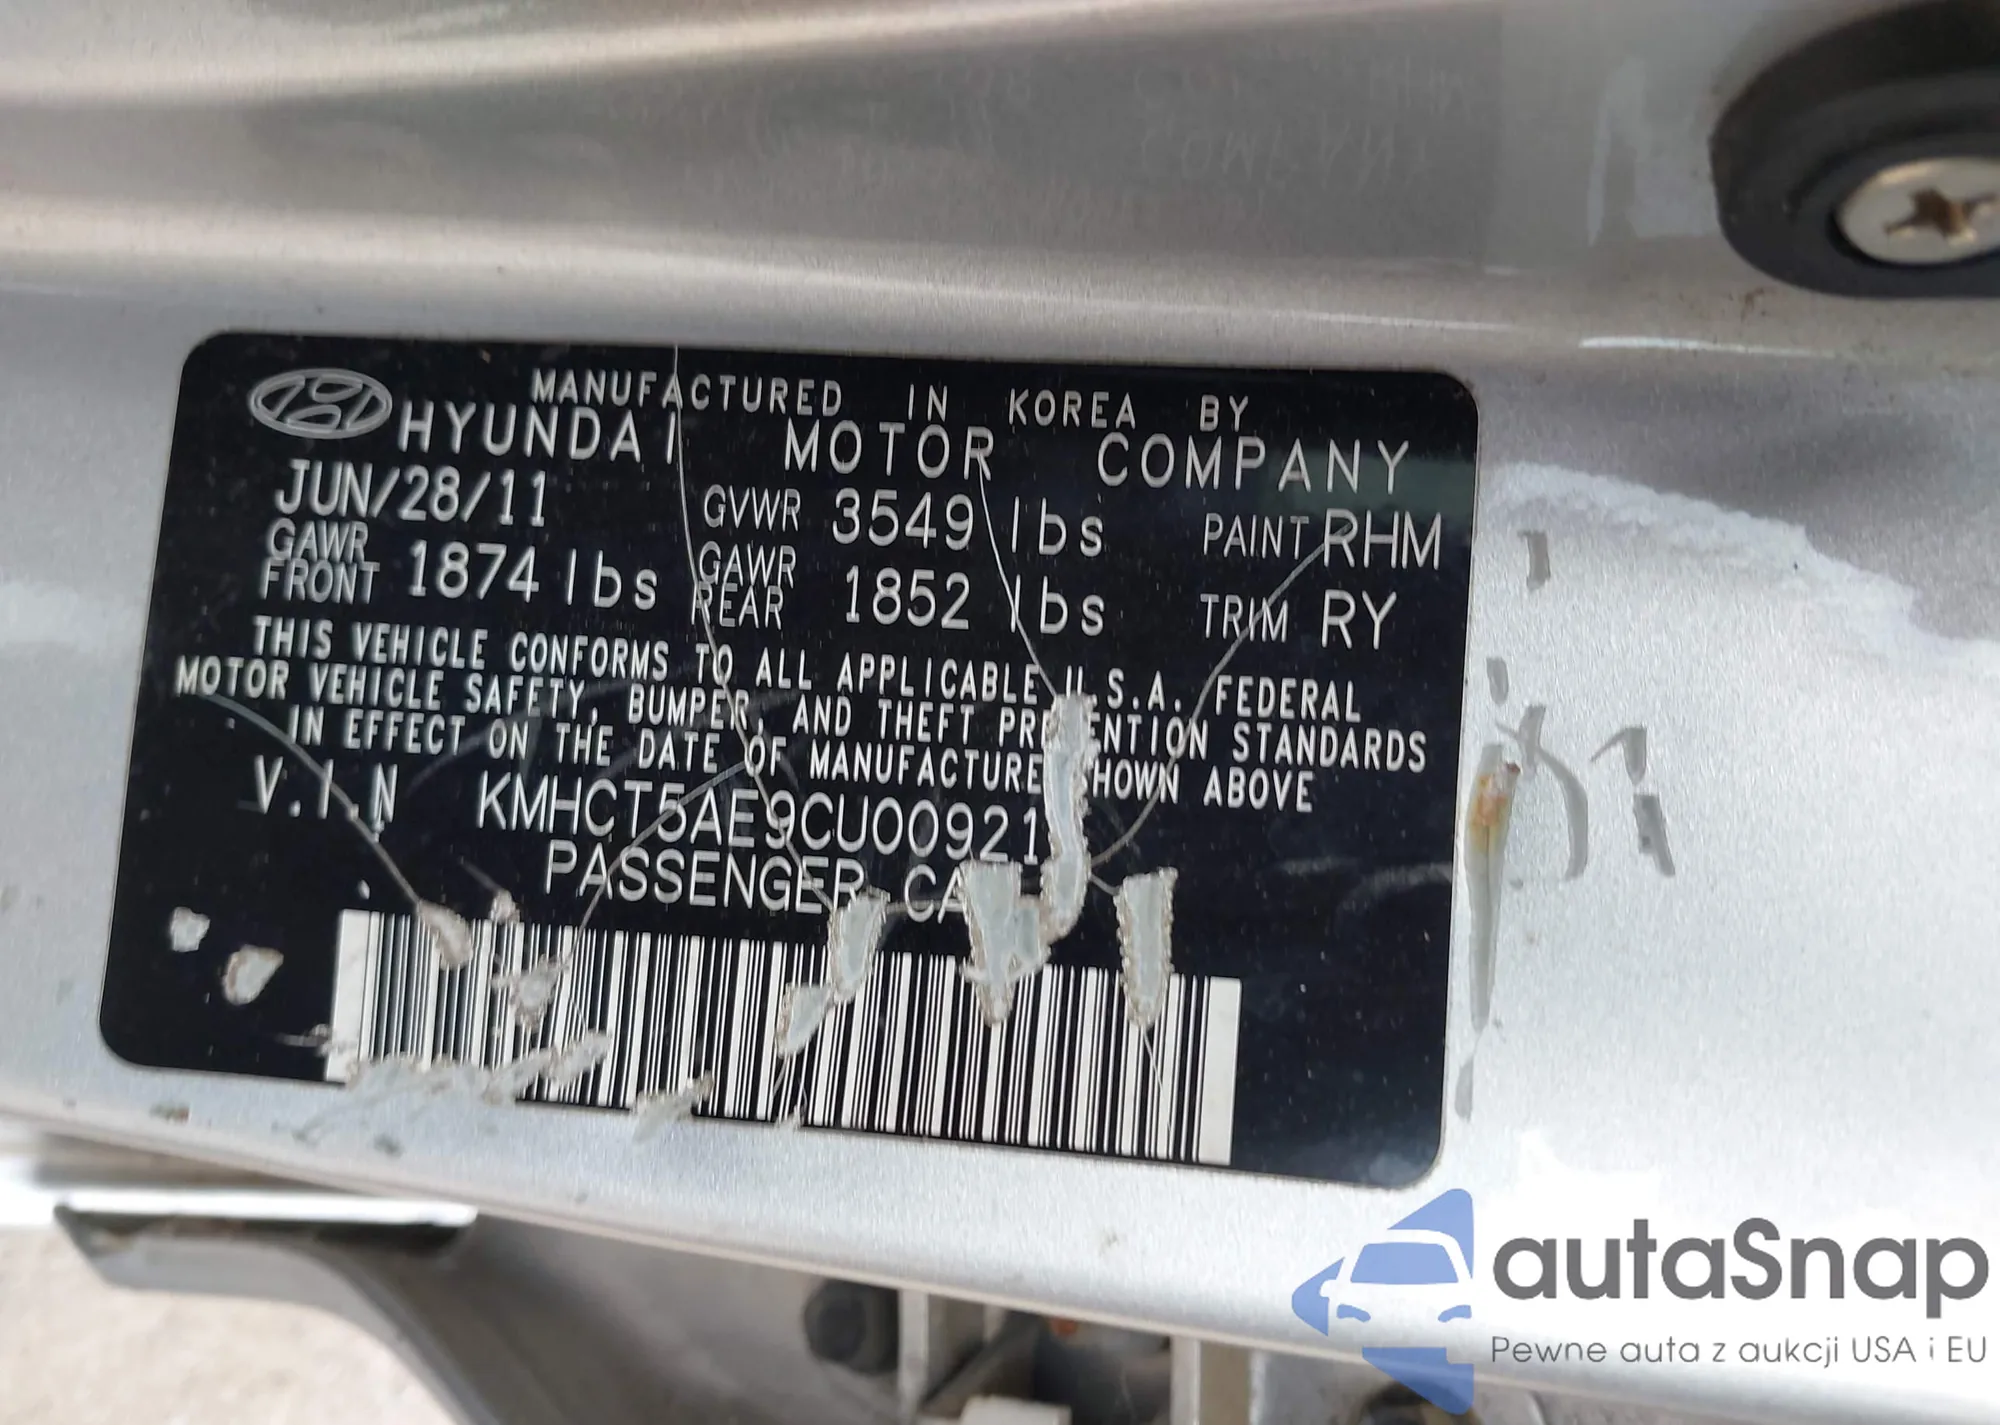 MANUFACTURED IN KOREA BY
HYUNDAI MOTOR COMPANY
JUN/28/11 GVWR 3549 lbs PAINT RHM
GAWR FRONT 1874 lbs GAWR REAR 1852 lbs TRIM RY
THIS VEHICLE CONFORMS TO ALL APPLICABLE U.S.A. FEDERAL
MOTOR VEHICLE SAFETY, BUMPER, AND THEFT PREVENTION STANDARDS
IN EFFECT ON THE DATE OF MANUFACTURE SHOWN ABOVE
V.I.N KMHCT5AE9CU00921
PASSENGER CA
autaSnap
Pewne auta z aukcji USA i EU